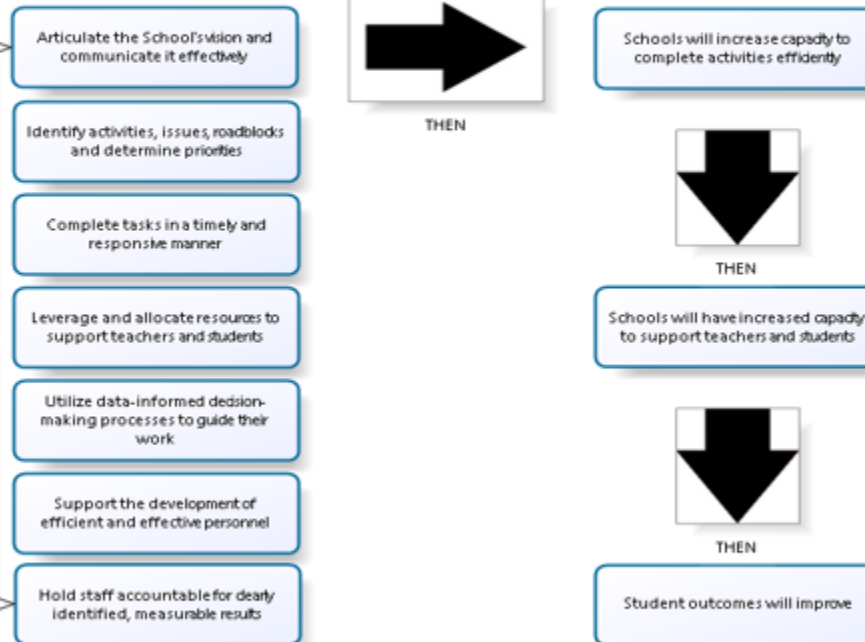 Articulate the School's vision and
communicate it effectively
Identify activities, issues, roadblocks
and determine priorities
Complete tasks in a timely and
responsive manner
Leverage and allocate resources to
support teachers and students
Utilize data-informed decision-
making processes to guide their
work
Support the development of
efficient and effective personnel
Hold staff accountable for clearly
identified, measurable results
THEN
Schools will increase capacity to
complete activities efficiently
THEN
Schools will have increased capacity
to support teachers and students
THEN
Student outcomes will improve